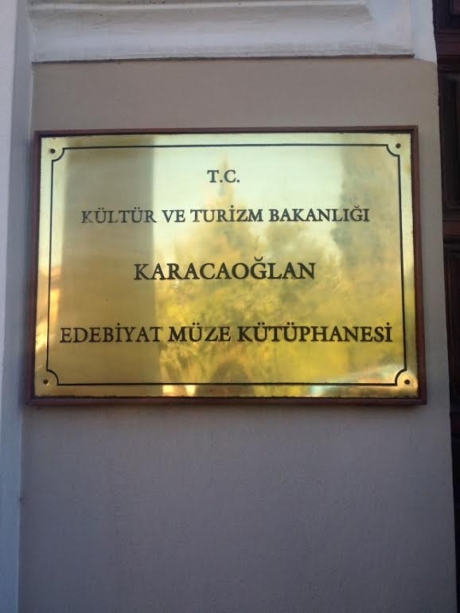 T.C.
KÜLTÜR VE TURİZM BAKANLIĞI
KARACAOĞLAN
EDEBİYAT MÜZE KÜTÜPHANESİ